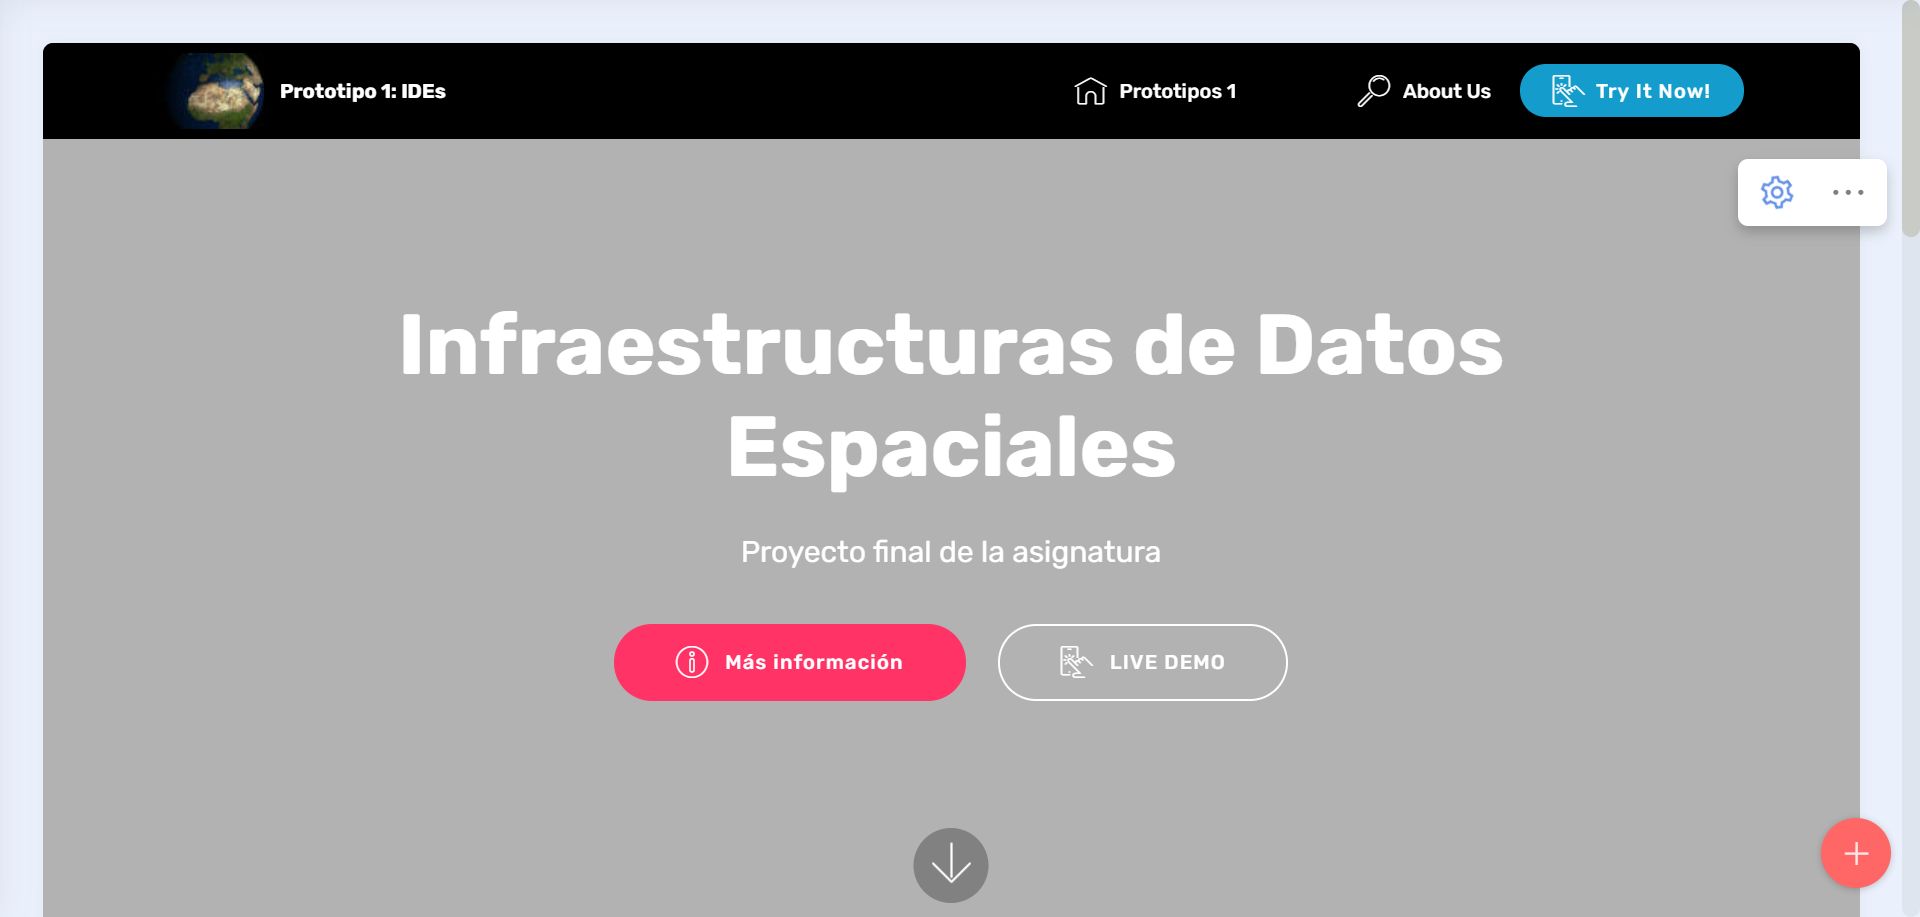 Prototipo 1: IDEs
Prototipos 1
About Us
Try It Now!
Infraestructuras de Datos
Espaciales
Proyecto final de la asignatura
Más información
LIVE DEMO